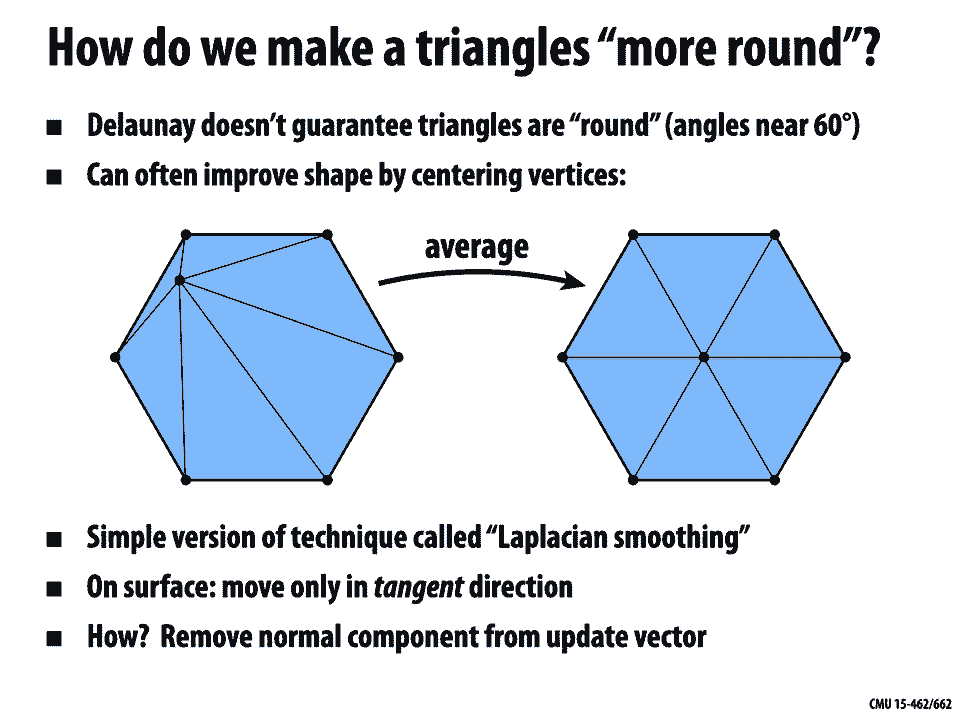 How do we make a triangles “more round”?
■ Delaunay doesn’t guarantee triangles are “round” (angles near 60°)
■ Can often improve shape by centering vertices:
average
■ Simple version of technique called “Laplacian smoothing”
■ On surface: move only in tangent direction
■ How? Remove normal component from update vector
CMU 15-462/662